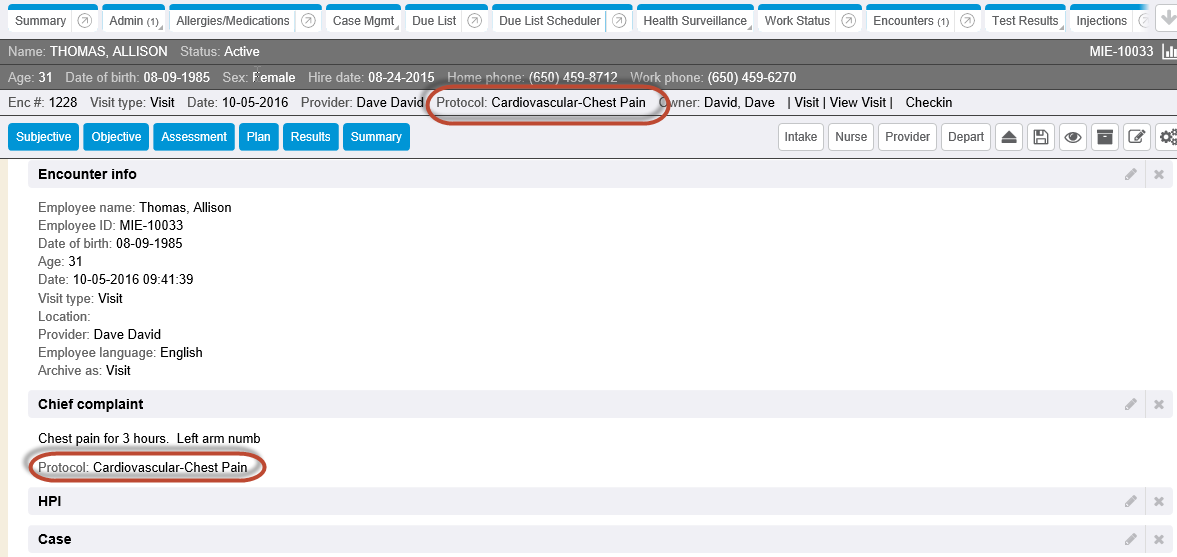 Summary Admin (1) Allergies/Medications Case Mgmt Due List Due List Scheduler Health Surveillance Work Status Encounters (1) Test Results Injections
Name: THOMAS, ALLISON Status: Active MIE-10033
Age: 31 Date of birth: 08-09-1985 Sex: Female Hire date: 08-24-2015 Home phone: (650) 459-8712 Work phone: (650) 459-6270
Enc #: 1228 Visit type: Visit Date: 10-05-2016 Provider: Dave David Protocol: Cardiovascular-Chest Pain Owner: David, Dave | Visit | View Visit | Checkin
Subjective Objective Assessment Plan Results Summary Intake Nurse Provider Depart
Encounter info
Employee name: Thomas, Allison
Employee ID: MIE-10033
Date of birth: 08-09-1985
Age: 31
Date: 10-05-2016 09:41:39
Visit type: Visit
Location:
Provider: Dave David
Employee language: English
Archive as: Visit
Chief complaint
Chest pain for 3 hours. Left arm numb
Protocol: Cardiovascular-Chest Pain
HPI
Case